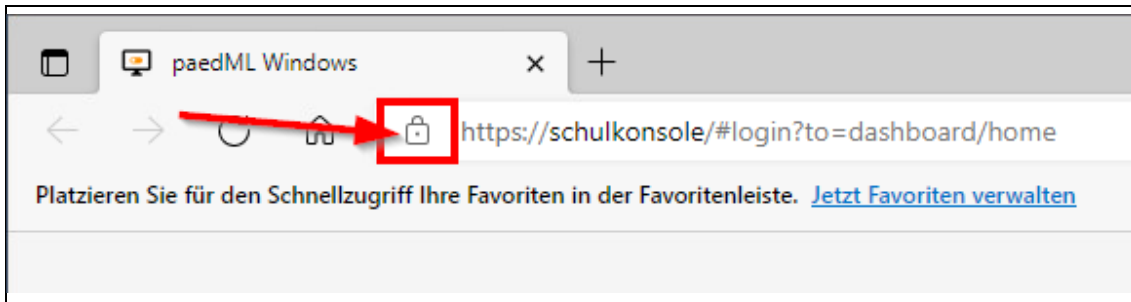 paedML Windows
https://schulkonsole/#login?to=dashboard/home
Platzieren Sie für den Schnellzugriff Ihre Favoriten in der Favoritenleiste. Jetzt Favoriten verwalten